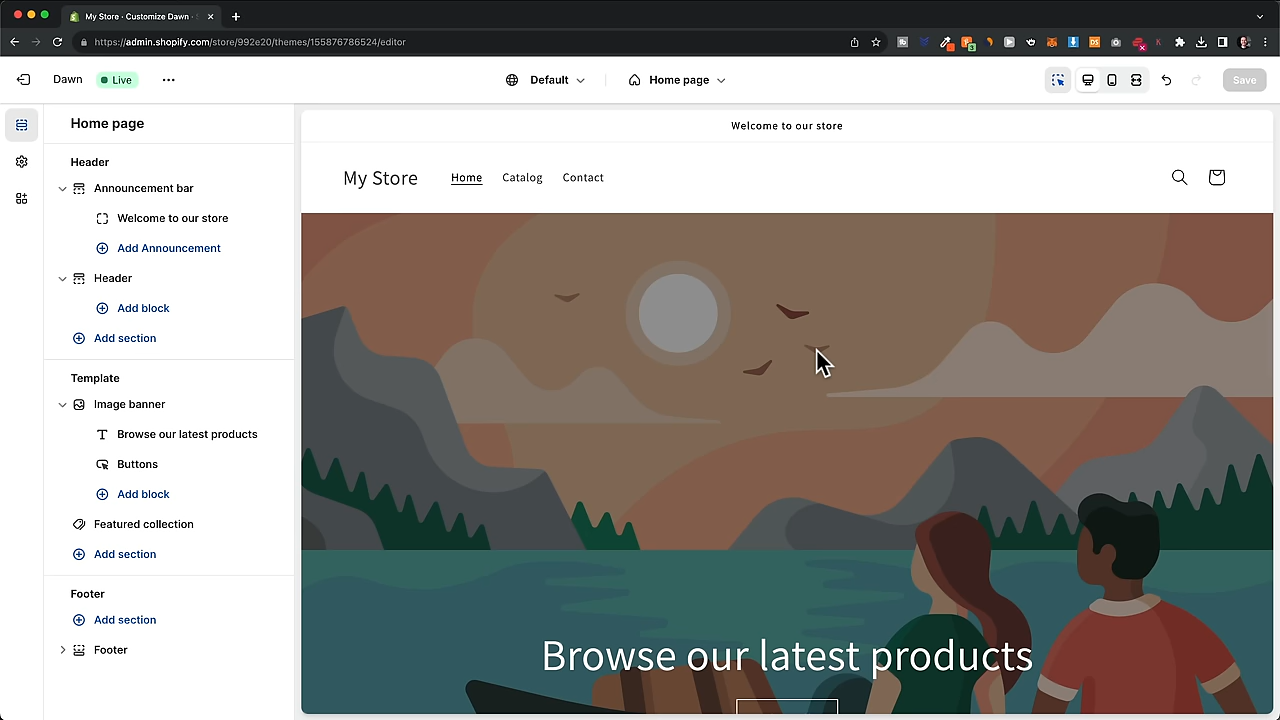 My Store · Customize Dawn ·
https://admin.shopify.com/store/992e20/themes/155876786524/editor
Dawn
Live
Default
Home page
Save
Home page
Header
Announcement bar
Welcome to our store
Add Announcement
Header
Add block
Add section
Template
Image banner
Browse our latest products
Buttons
Add block
Featured collection
Add section
Footer
Add section
Footer
Welcome to our store
My Store
Home
Catalog
Contact
Browse our latest products